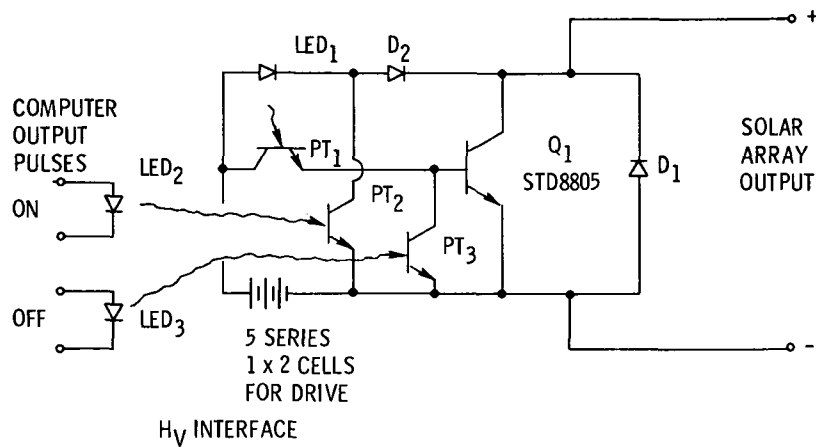 LED1
D2
+
COMPUTER
OUTPUT
PULSES
PT1
Q1
STD8805
D1
SOLAR
ARRAY
OUTPUT
LED2
ON
PT2
PT3
OFF
LED3
5 SERIES
1 x 2 CELLS
FOR DRIVE
-
HV INTERFACE